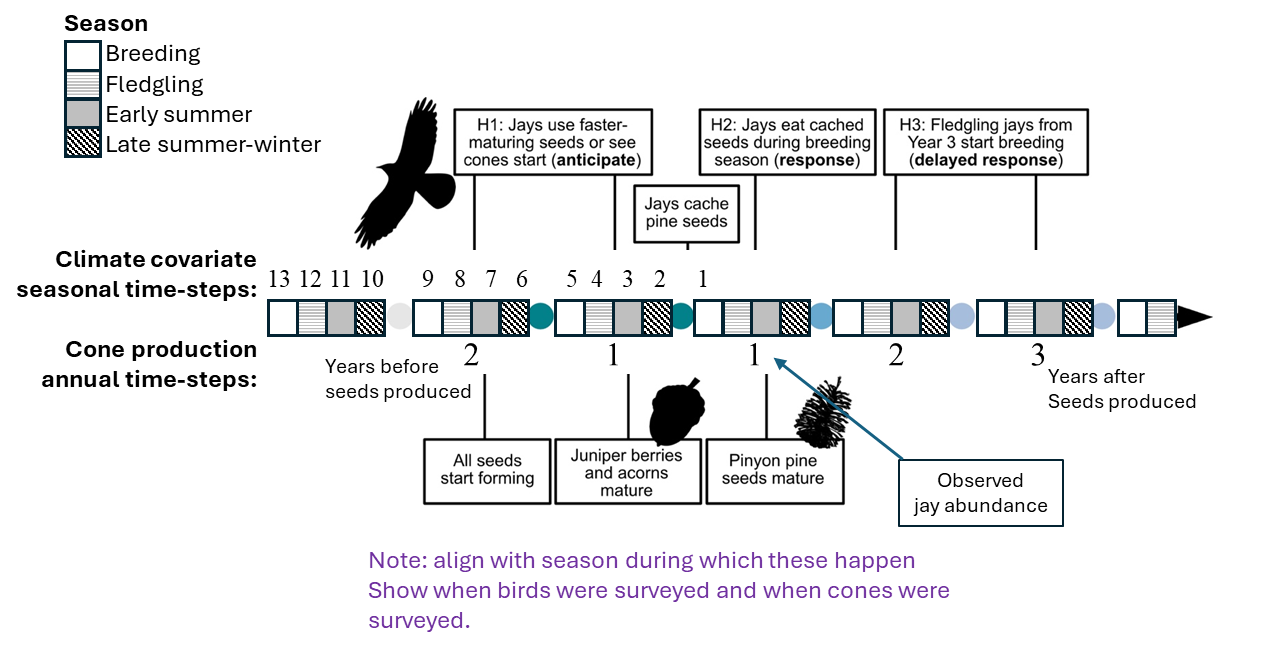 Season
Breeding
Fledgling
Early summer
Late summer-winter
H1: Jays use faster-
maturing seeds or see
cones start (anticipate)
H2: Jays eat cached
seeds during breeding
season (response)
H3: Fledgling jays from
Year 3 start breeding
(delayed response)
Jays cache
pine seeds
Climate covariate
seasonal time-steps:
13 12 11 10 9 8 7 6 5 4 3 2 1
Cone production
annual time-steps:
2 1 1 2 3
Years before
seeds produced
Years after
Seeds produced
All seeds
start forming
Juniper berries
and acorns
mature
Pinyon pine
seeds mature
Observed
jay abundance
Note: align with season during which these happen
Show when birds were surveyed and when cones were
surveyed.